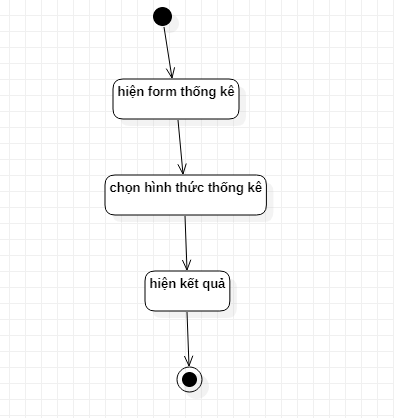 hiện form thống kê
chọn hình thức thống kê
hiện kết quả